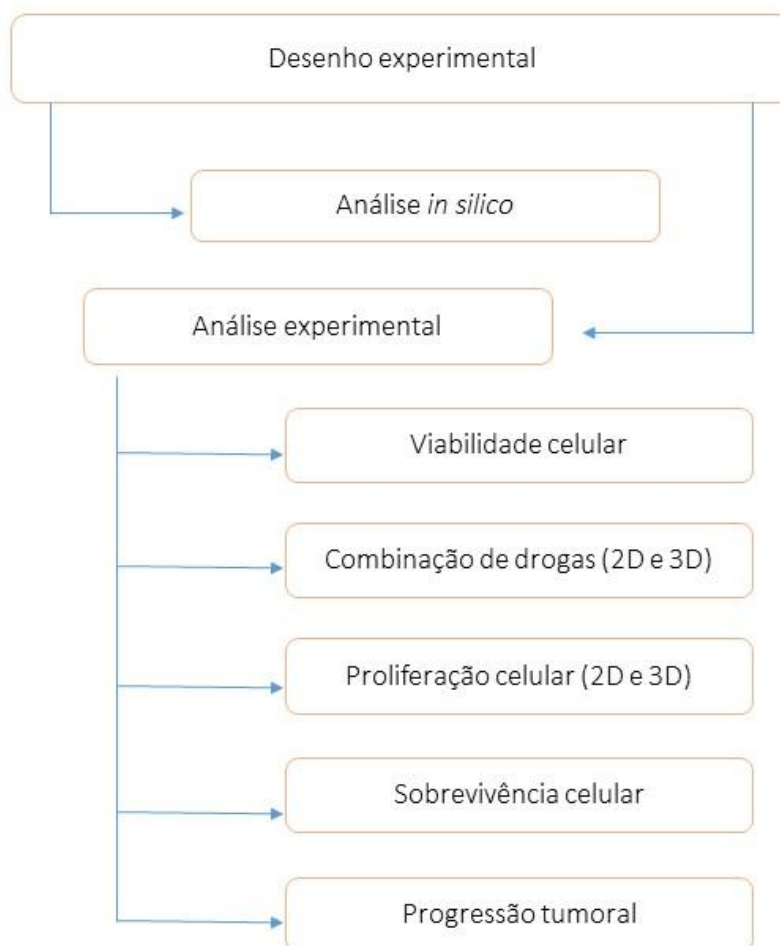 Desenho experimental
Análise in silico
Análise experimental
Viabilidade celular
Combinação de drogas (2D e 3D)
Proliferação celular (2D e 3D)
Sobrevivência celular
Progressão tumoral